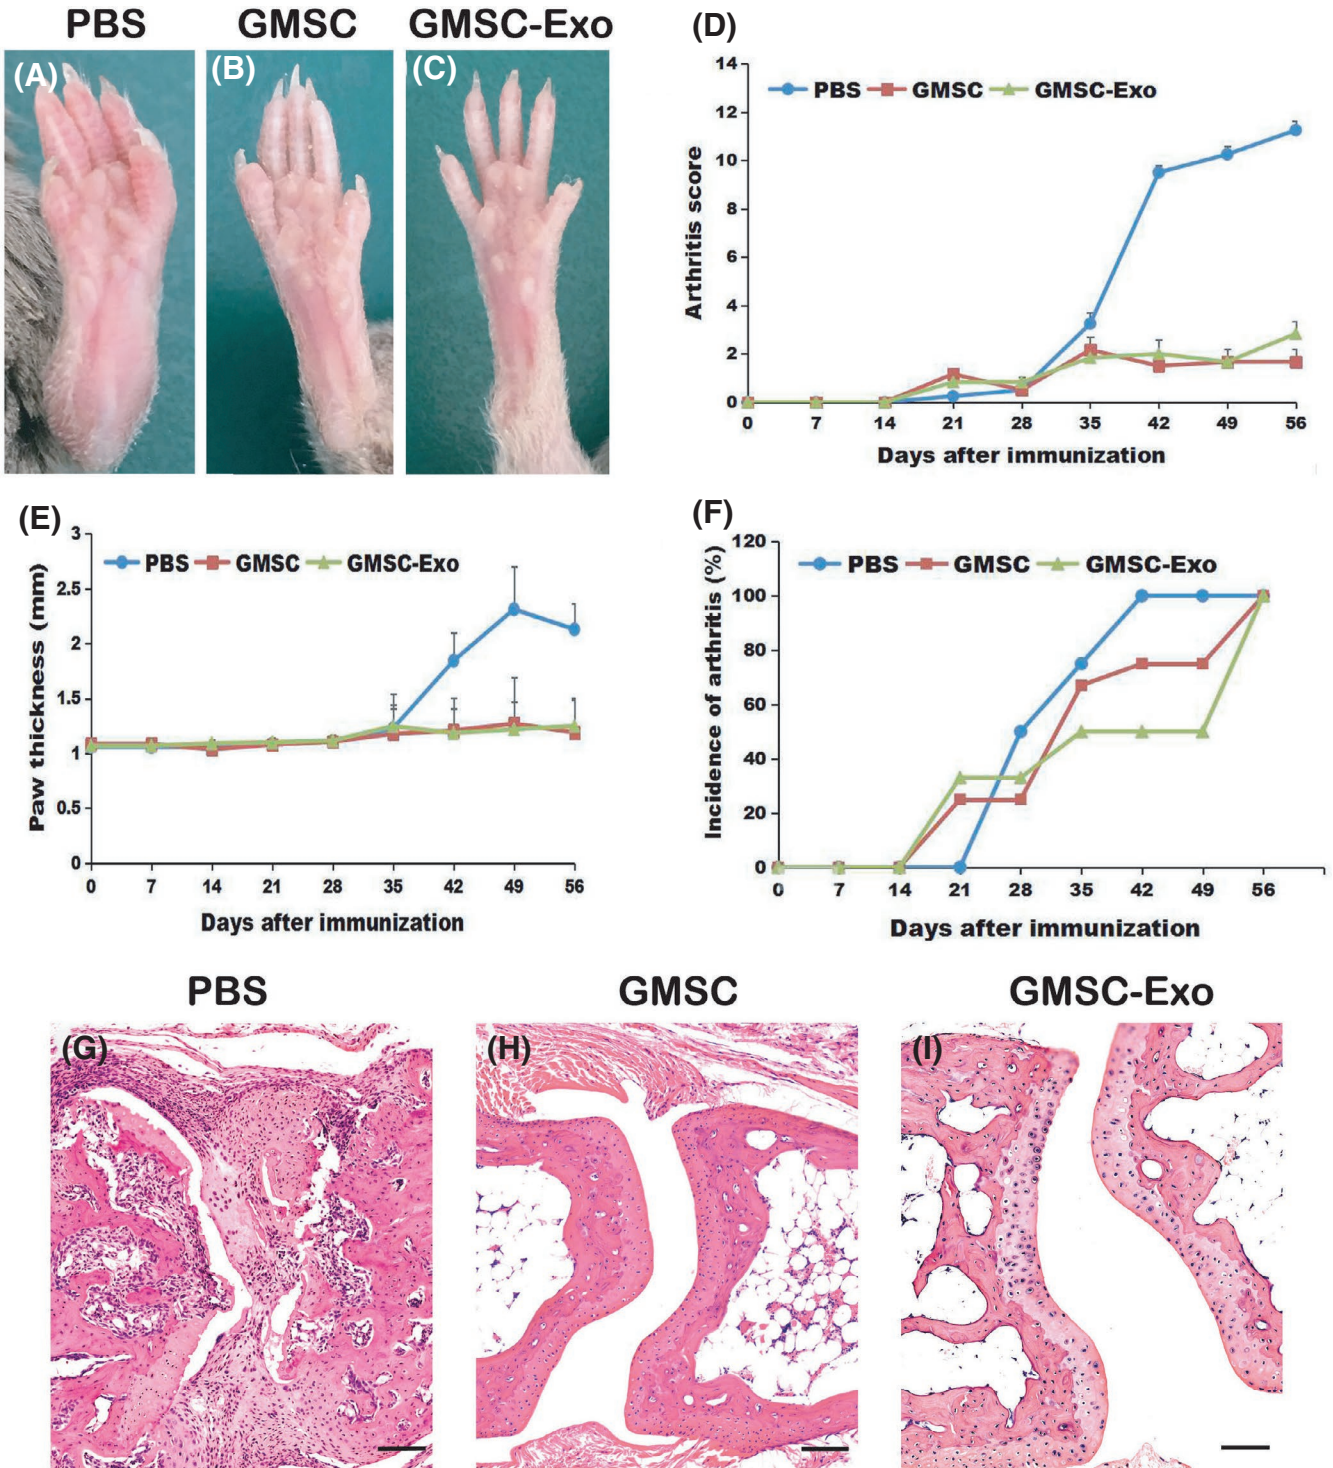 PBS GMSC GMSC-Exo
(A) (B) (C)
(D)
14
12
10
8
6
4
2
0
Arthritis score
PBS GMSC GMSC-Exo
0 7 14 21 28 35 42 49 56
Days after immunization
(E)
3
2.5
2
1.5
1
0.5
0
Paw thickness (mm)
PBS GMSC GMSC-Exo
0 7 14 21 28 35 42 49 56
Days after immunization
(F)
120
100
80
60
40
20
0
Incidence of arthritis (%)
PBS GMSC GMSC-Exo
0 7 14 21 28 35 42 49 56
Days after immunization
PBS GMSC GMSC-Exo
(G) (H) (I)